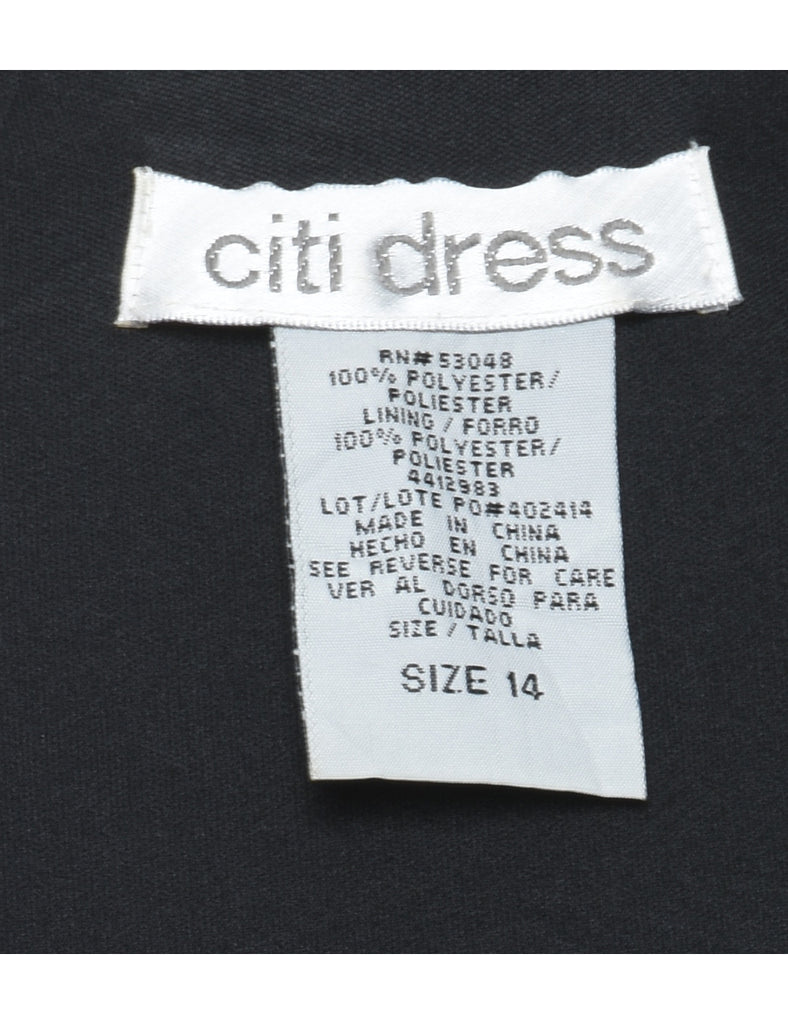 citi dress
RN# 53048
100% POLYESTER/
POLIESTER
LINING / FORRO
100% POLYESTER/
POLIESTER
4412983
LOT/LOTE PO#402414
MADE IN CHINA
HECHO EN CHINA
SEE REVERSE FOR CARE
VER AL DORSO PARA
CUIDADO
SIZE / TALLA
SIZE 14